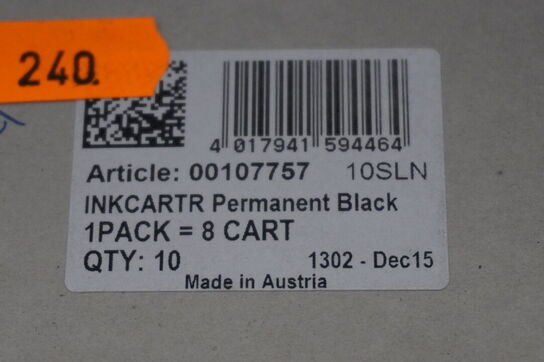 240.
4 017941 594464
Article: 00107757 10SLN
INKCARTR Permanent Black
1PACK = 8 CART
QTY: 10 1302 - Dec15
Made in Austria